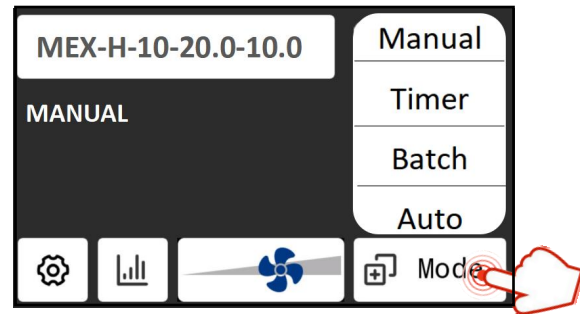 MEX-H-10-20.0-10.0
MANUAL
Manual
Timer
Batch
Auto
Mode